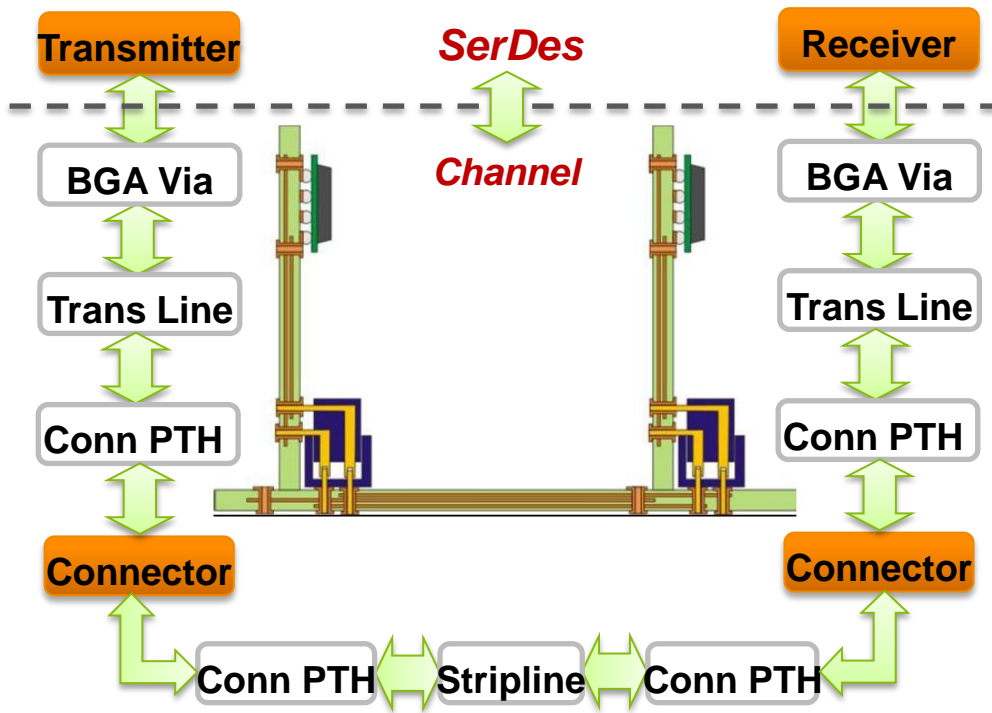 Transmitter
SerDes
Receiver
BGA Via
Channel
BGA Via
Trans Line
Trans Line
Conn PTH
Conn PTH
Connector
Connector
Conn PTH
Stripline
Conn PTH